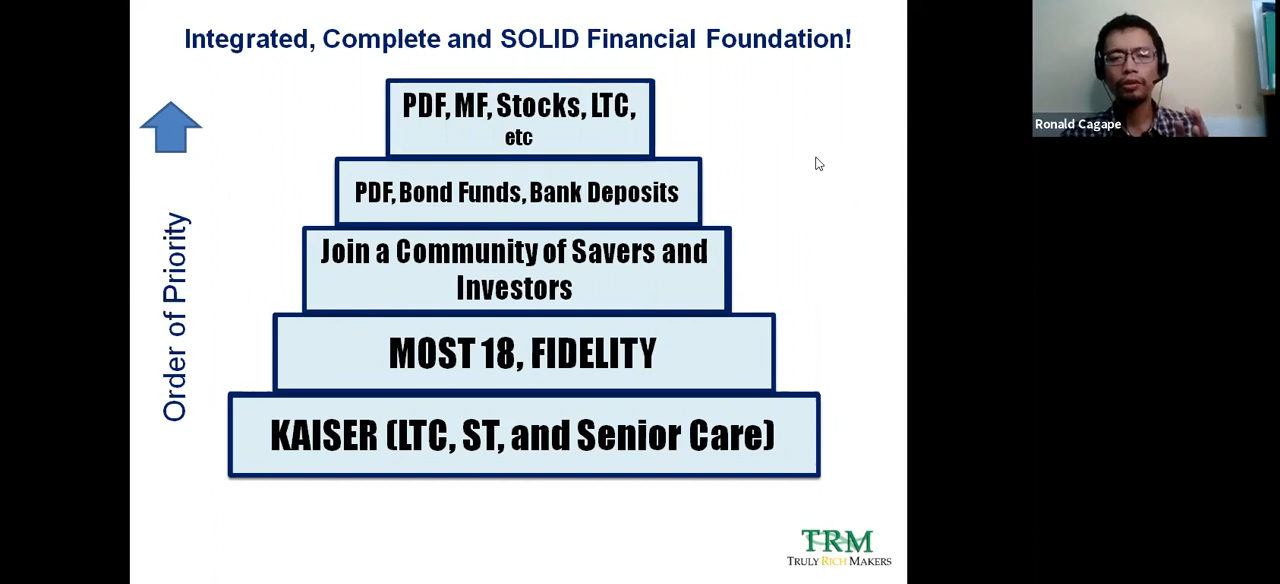 Integrated, Complete and SOLID Financial Foundation!
PDF, MF, Stocks, LTC,
etc
PDF, Bond Funds, Bank Deposits
Join a Community of Savers and
Investors
MOST 18, FIDELITY
KAISER (LTC, ST, and Senior Care)
Order of Priority
TRM
TRULY RICH MAKERS
Ronald Cagape